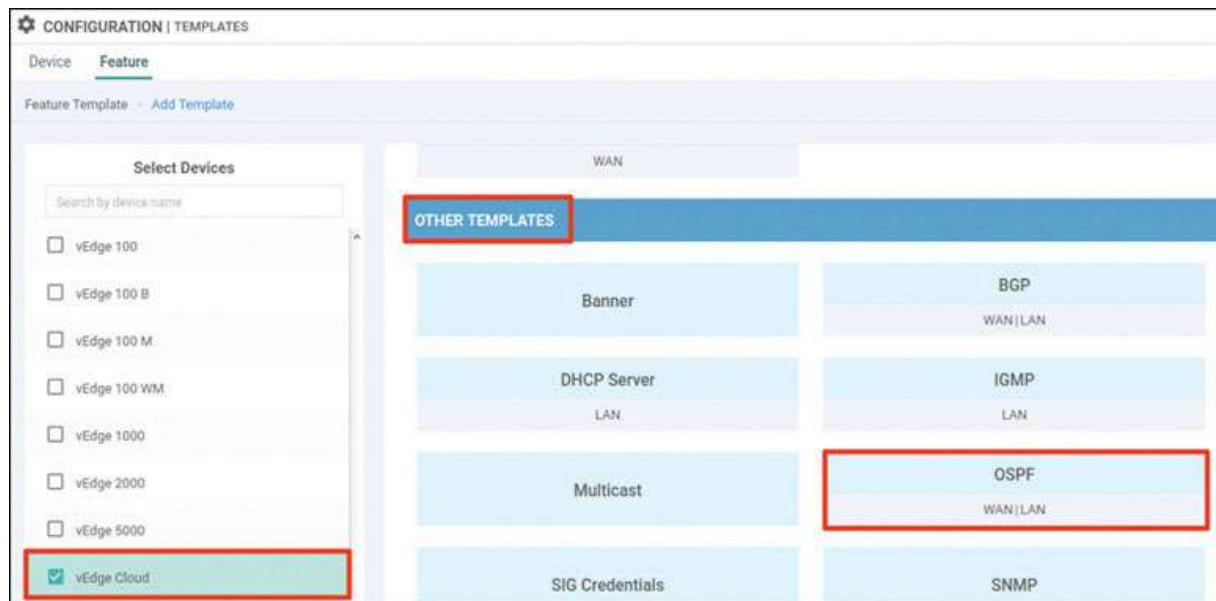 CONFIGURATION | TEMPLATES
Device Feature
Feature Template Add Template
Select Devices
Search by device name
vEdge 100
vEdge 100 B
vEdge 100 M
vEdge 100 WM
vEdge 1000
vEdge 2000
vEdge 5000
vEdge Cloud
WAN
OTHER TEMPLATES
Banner
BGP
WAN | LAN
DHCP Server
LAN
IGMP
LAN
Multicast
OSPF
WAN | LAN
SIG Credentials
SNMP